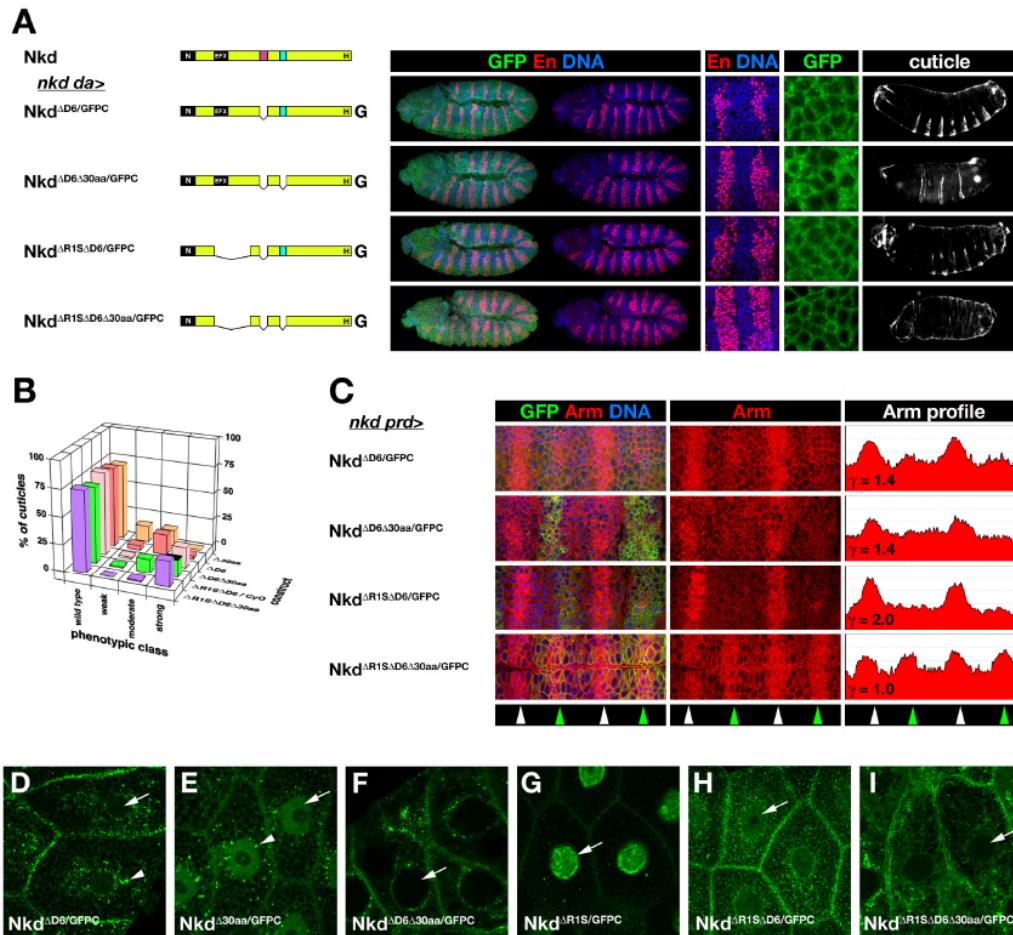 A
Nkd
N EFX H
GFP En DNA En DNA GFP cuticle
nkd da>
NkdΔD6/GFPC N EFX H G
NkdΔD6Δ30aa/GFPC N EFX H G
NkdΔR1SΔD6/GFPC N H G
NkdΔR1SΔD6Δ30aa/GFPC N H G
B
% of cuticles
100
75
50
25
0
100
75
50
25
0
wild type
weak
moderate
strong
phenotypic class
Δ30aa
ΔD6
ΔD6Δ30aa
ΔR1SΔD6 / CyO
ΔR1SΔD6Δ30aa
construct
C
nkd prd>
GFP Arm DNA Arm Arm profile
NkdΔD6/GFPC γ = 1.4
NkdΔD6Δ30aa/GFPC γ = 1.4
NkdΔR1SΔD6/GFPC γ = 2.0
NkdΔR1SΔD6Δ30aa/GFPC γ = 1.0
D
NkdΔD6/GFPC
E
NkdΔ30aa/GFPC
F
NkdΔD6Δ30aa/GFPC
G
NkdΔR1S/GFPC
H
NkdΔR1SΔD6/GFPC
I
NkdΔR1SΔD6Δ30aa/GFPC